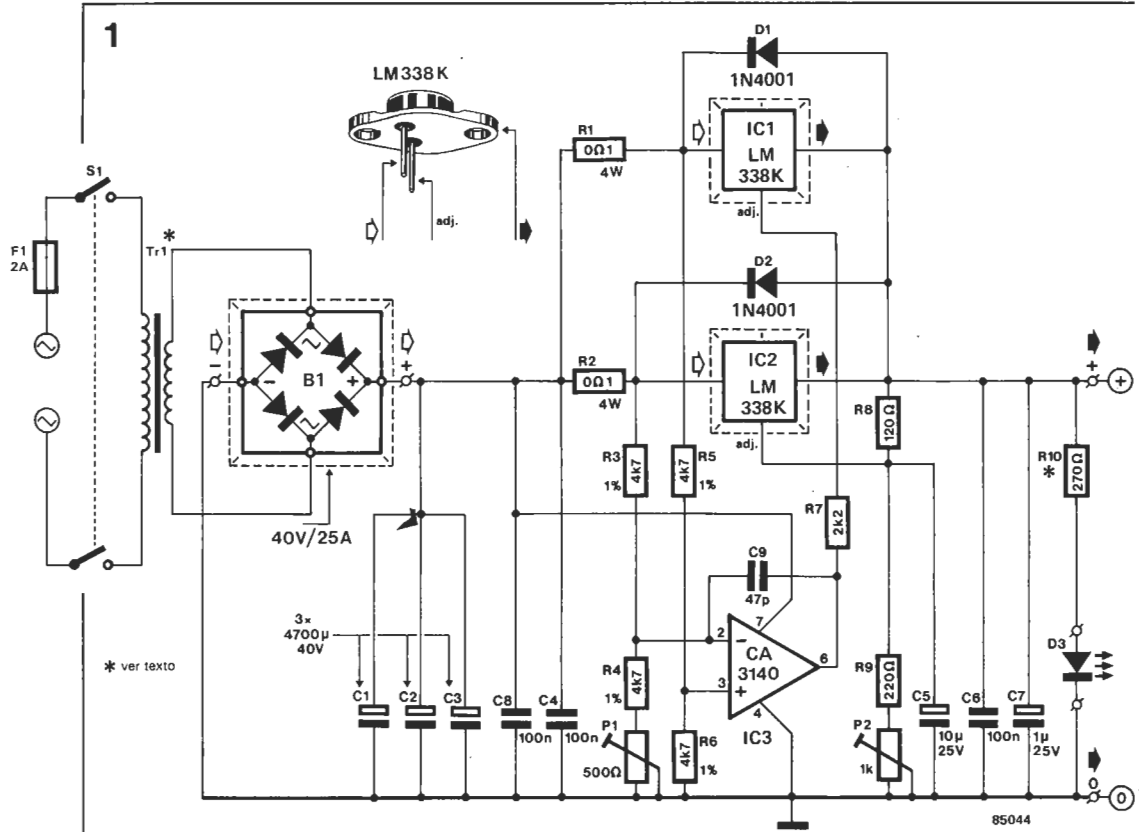 1
LM338K
adj.
S1
F1
2A
Tr1 *
B1
- +
40V/25A
3x
4700µ
40V
* ver texto
C1
C2
C3
C8
100n
C4
100n
R1
0Ω1
4W
R2
0Ω1
4W
D1
1N4001
IC1
LM
338K
adj.
D2
1N4001
IC2
LM
338K
adj.
R3
4k7
1%
R5
4k7
1%
R7
2k2
C9
47p
2
-
7
CA
3140
6
3
+
4
IC3
R4
4k7
1%
P1
500Ω
R6
4k7
1%
R8
120Ω
R9
220Ω
P2
1k
C5
10µ
25V
C6
100n
C7
1µ
25V
R10
*
270Ω
D3
+
+
0
0
85044